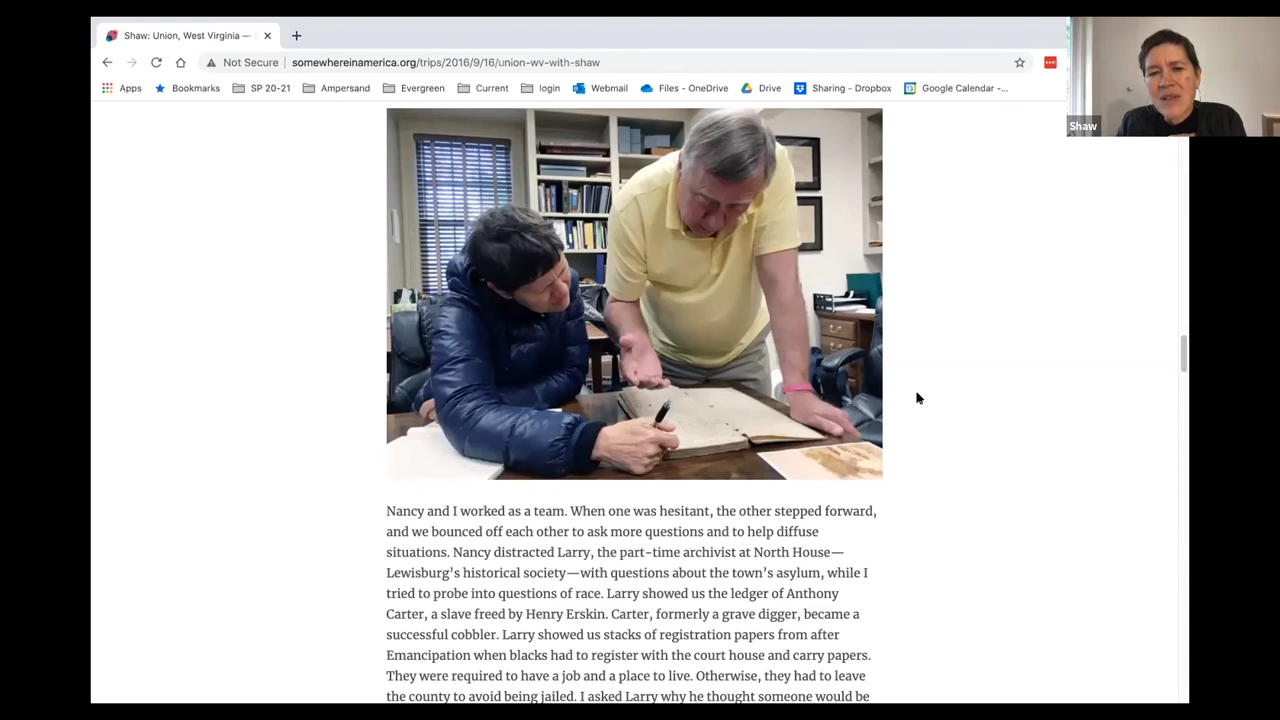 Shaw: Union, West Virginia —
Not Secure
somewhereinamerica.org/trips/2016/9/16/union-wv-with-shaw
Apps
Bookmarks
SP 20-21
Ampersand
Evergreen
Current
login
Webmail
Files - OneDrive
Drive
Sharing - Dropbox
Google Calendar -...
Shaw
Nancy and I worked as a team. When one was hesitant, the other stepped forward,
and we bounced off each other to ask more questions and to help diffuse
situations. Nancy distracted Larry, the part-time archivist at North House—
Lewisburg’s historical society—with questions about the town’s asylum, while I
tried to probe into questions of race. Larry showed us the ledger of Anthony
Carter, a slave freed by Henry Erskin. Carter, formerly a grave digger, became a
successful cobbler. Larry showed us stacks of registration papers from after
Emancipation when blacks had to register with the court house and carry papers.
They were required to have a job and a place to live. Otherwise, they had to leave
the county to avoid being jailed. I asked Larry why he thought someone would be